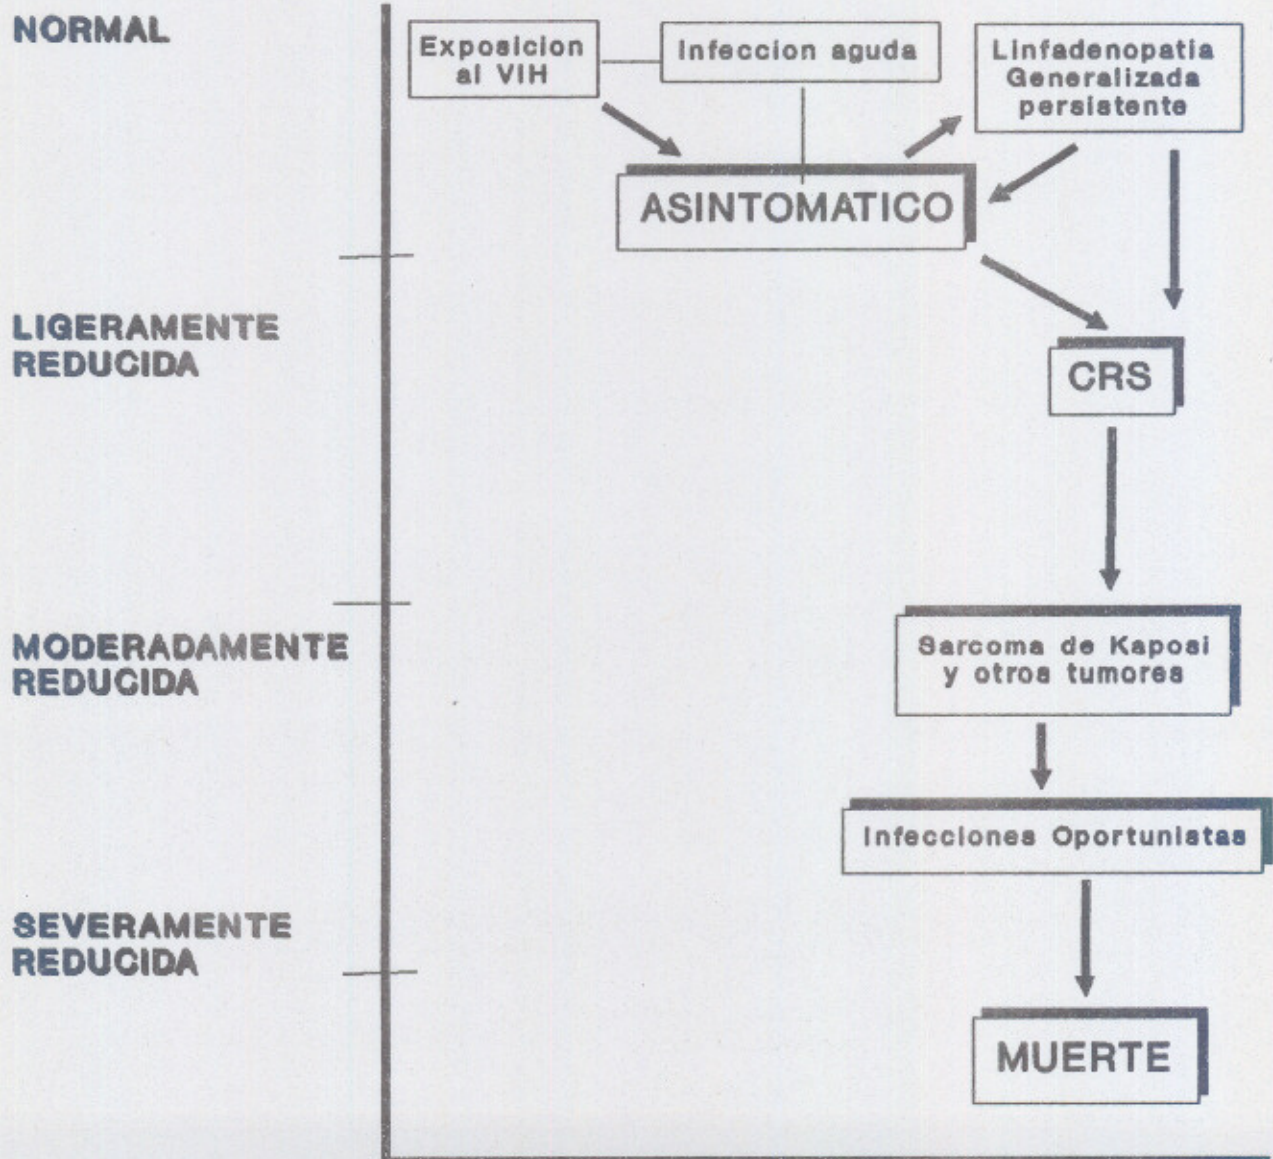 NORMAL
Exposicion
al VIH
Infeccion aguda
Linfadenopatia
Generalizada
persistente
ASINTOMATICO
LIGERAMENTE
REDUCIDA
CRS
MODERADAMENTE
REDUCIDA
Sarcoma de Kaposi
y otros tumores
Infecciones Oportunistas
SEVERAMENTE
REDUCIDA
MUERTE